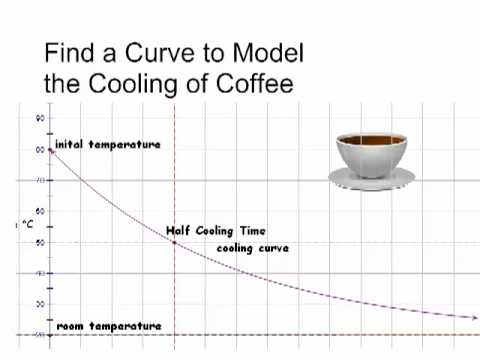 Find a Curve to Model
the Cooling of Coffee
90
inital temperature
80
70
60
°C
Half Cooling Time
50
cooling curve
40
30
room temperature
20